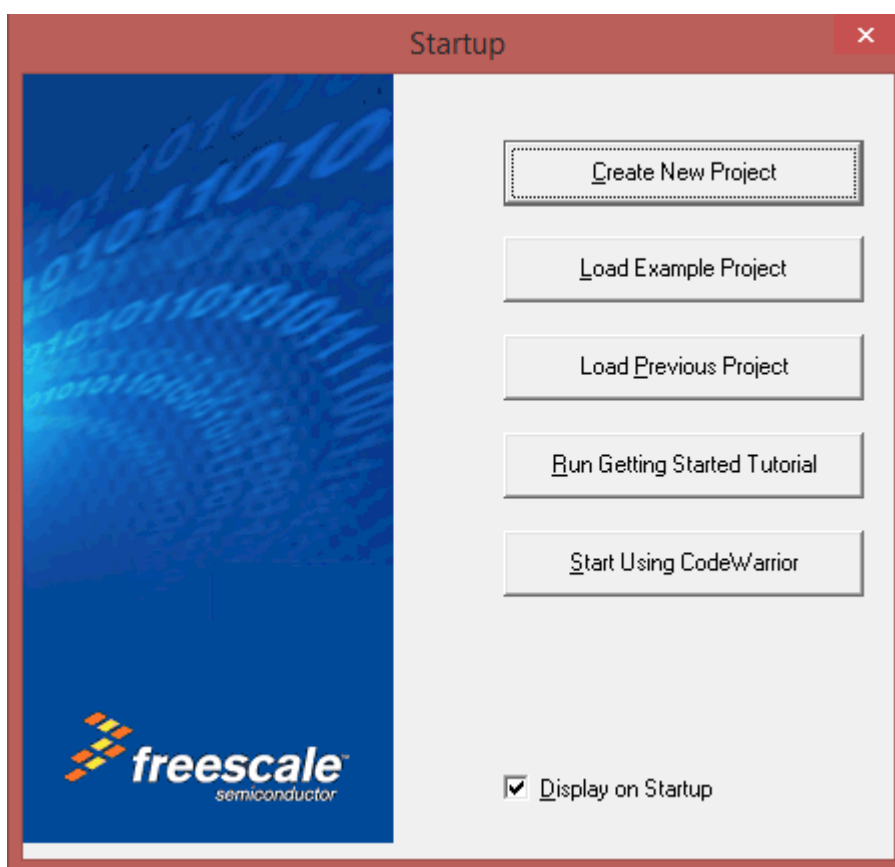 Startup
Create New Project
Load Example Project
Load Previous Project
Run Getting Started Tutorial
Start Using CodeWarrior
freescale™
semiconductor
Display on Startup